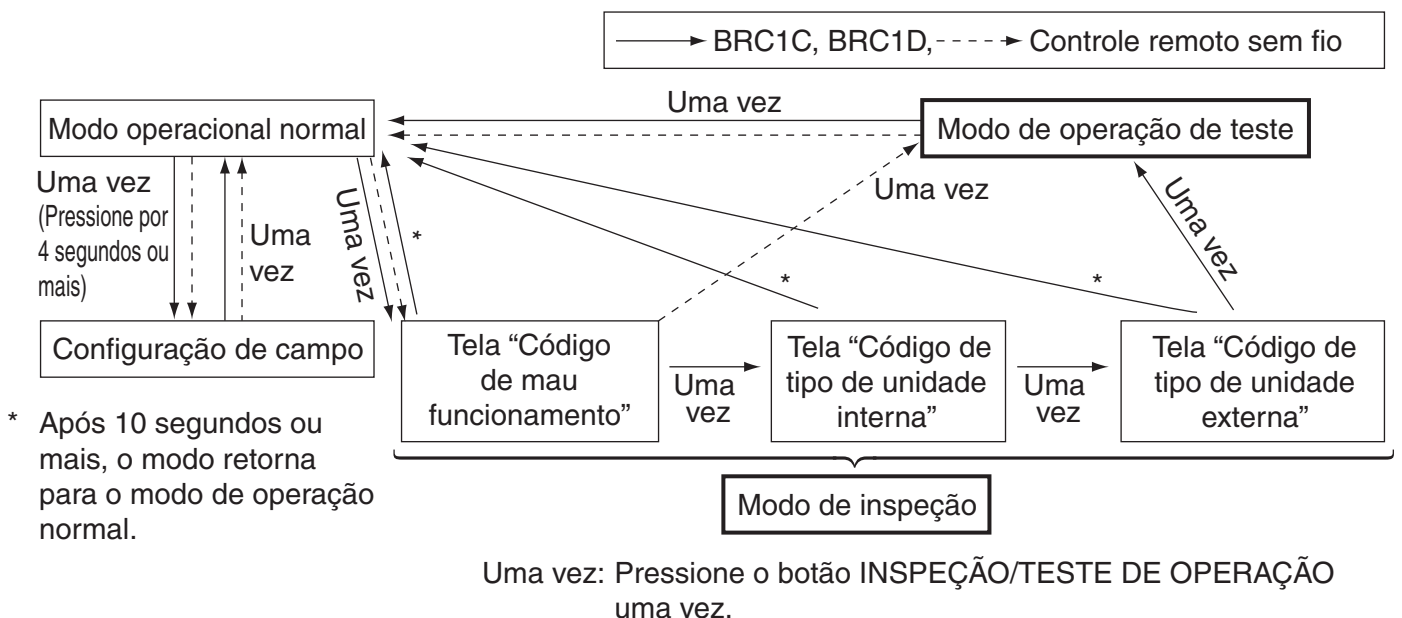 BRC1C, BRC1D, Controle remoto sem fio
Uma vez
Modo operacional normal
Modo de operação de teste
Uma vez
(Pressione por
4 segundos ou
mais)
Uma
vez
Uma vez
*
Uma vez
Uma vez
*
*
Configuração de campo
Tela “Código
de mau
funcionamento”
Uma
vez
Tela “Código de
tipo de unidade
interna”
Uma
vez
Tela “Código de
tipo de unidade
externa”
* Após 10 segundos ou
mais, o modo retorna
para o modo de operação
normal.
Modo de inspeção
Uma vez: Pressione o botão INSPEÇÃO/TESTE DE OPERAÇÃO
uma vez.